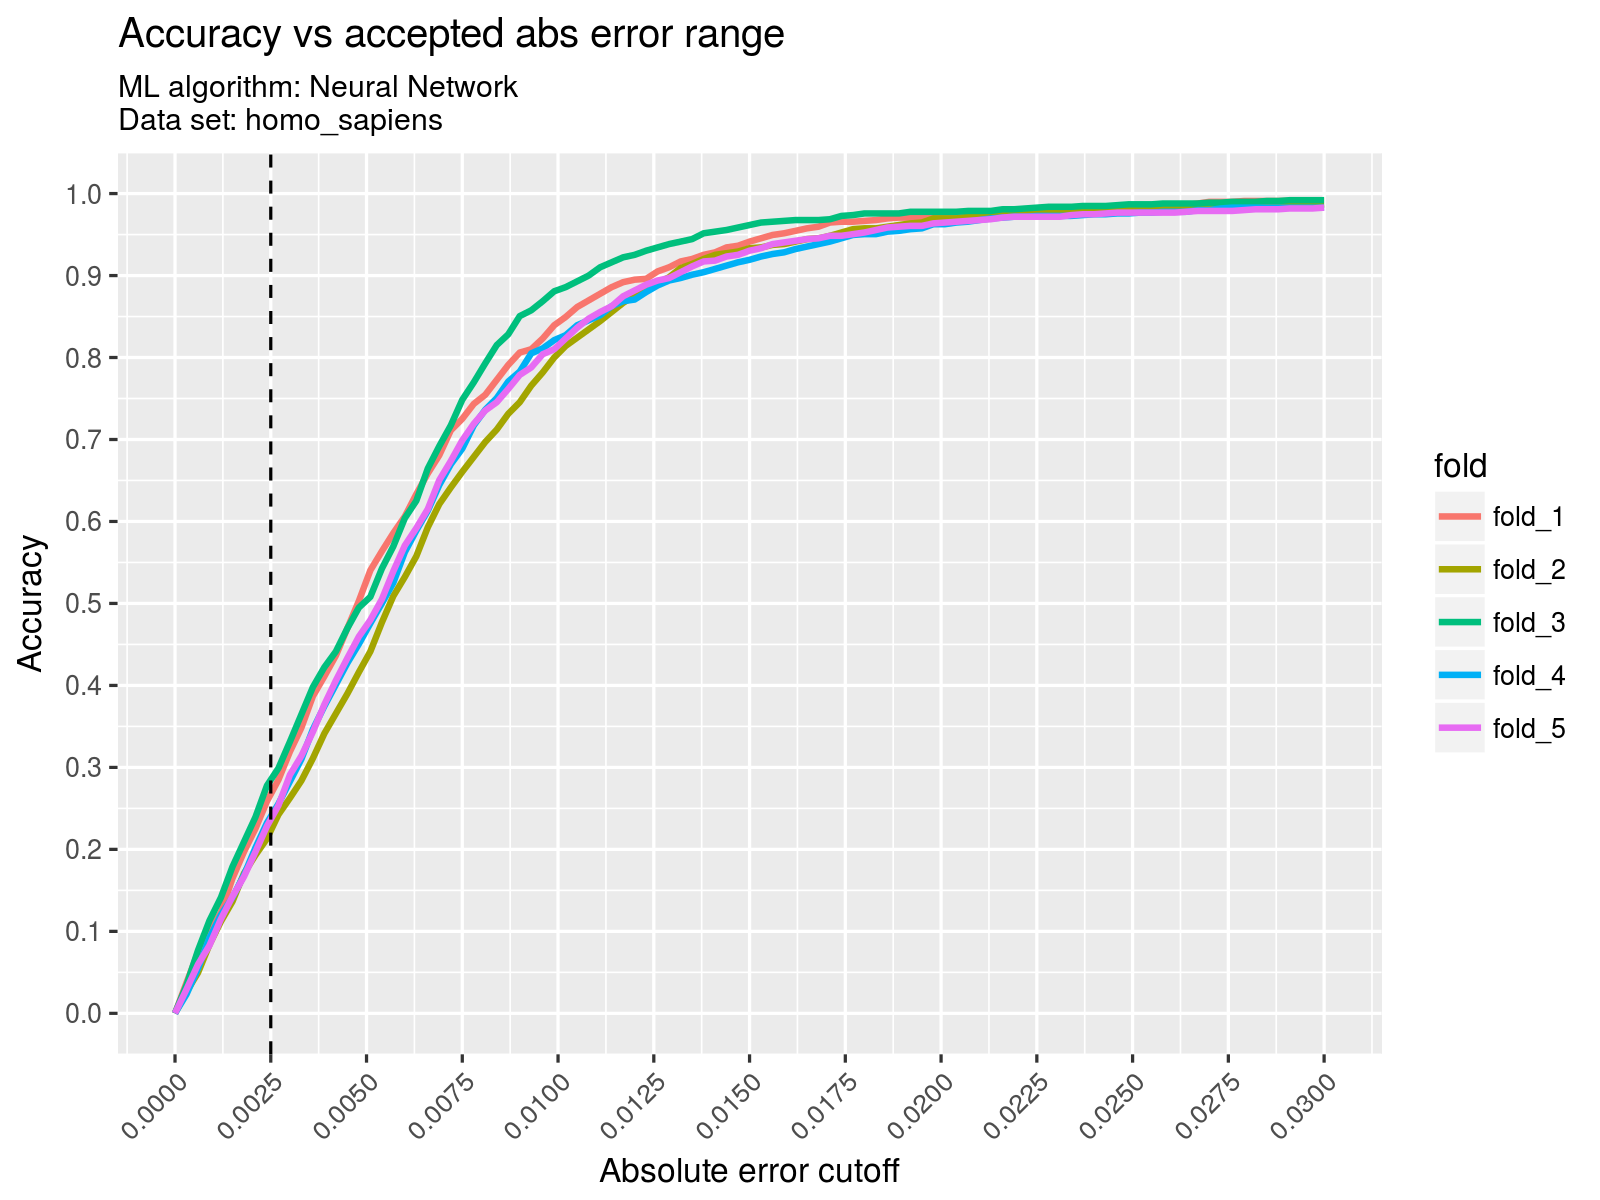 Accuracy vs accepted abs error range
ML algorithm: Neural Network
Data set: homo_sapiens
Accuracy
1.0
0.9
0.8
0.7
0.6
0.5
0.4
0.3
0.2
0.1
0.0
0.0000
0.0025
0.0050
0.0075
0.0100
0.0125
0.0150
0.0175
0.0200
0.0225
0.0250
0.0275
0.0300
Absolute error cutoff
fold
fold_1
fold_2
fold_3
fold_4
fold_5